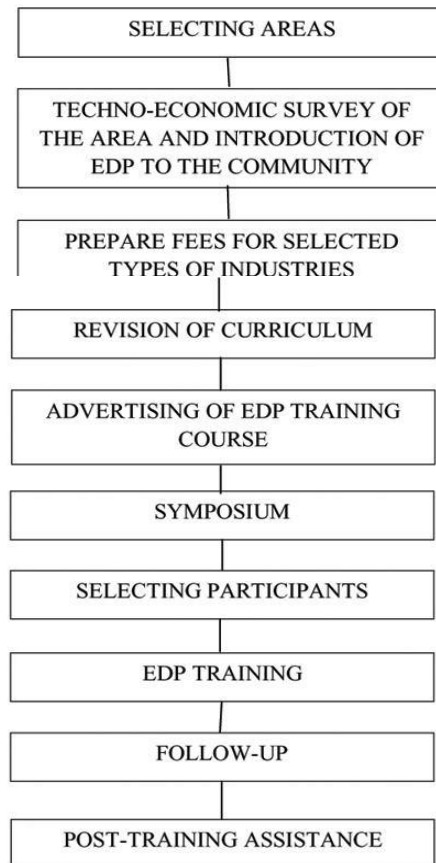 SELECTING AREAS
TECHNO-ECONOMIC SURVEY OF
THE AREA AND INTRODUCTION OF
EDP TO THE COMMUNITY
PREPARE FEES FOR SELECTED
TYPES OF INDUSTRIES
REVISION OF CURRICULUM
ADVERTISING OF EDP TRAINING
COURSE
SYMPOSIUM
SELECTING PARTICIPANTS
EDP TRAINING
FOLLOW-UP
POST-TRAINING ASSISTANCE